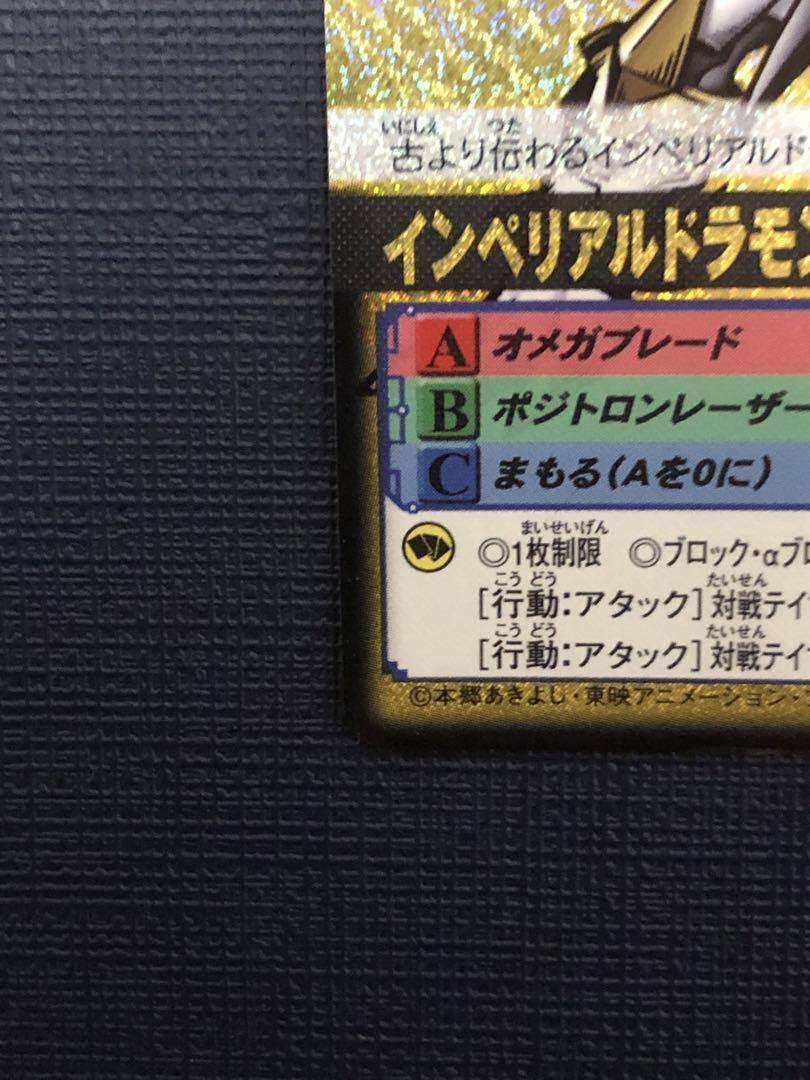 いにしえ つた
古より伝わるインペリアルド
インペリアルドラモン
A オメガブレード
B ポジトロンレーザー
C まもる(Aを0に)
まいせいげん
◎1枚制限 ◎ブロック・αブロ
こうどう たいせん
[行動:アタック]対戦テイ
こうどう たいせん
[行動:アタック]対戦テイ
©本郷あきよし・東映アニメーション・